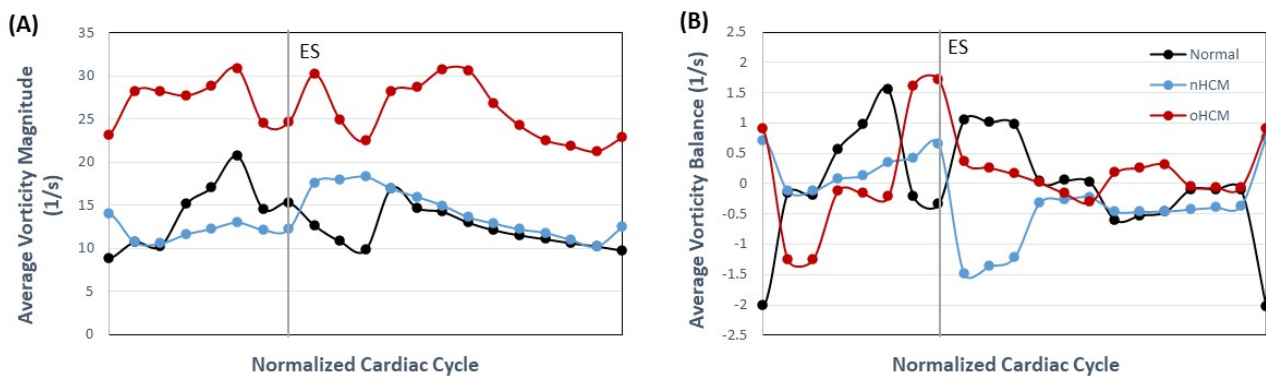 (A)
Average Vorticity Magnitude
(1/s)
35
30
25
20
15
10
5
0
ES
Normalized Cardiac Cycle
(B)
Average Vorticity Balance (1/s)
2.5
2
1.5
1
0.5
0
-0.5
-1
-1.5
-2
-2.5
ES
Normal
nHCM
oHCM
Normalized Cardiac Cycle